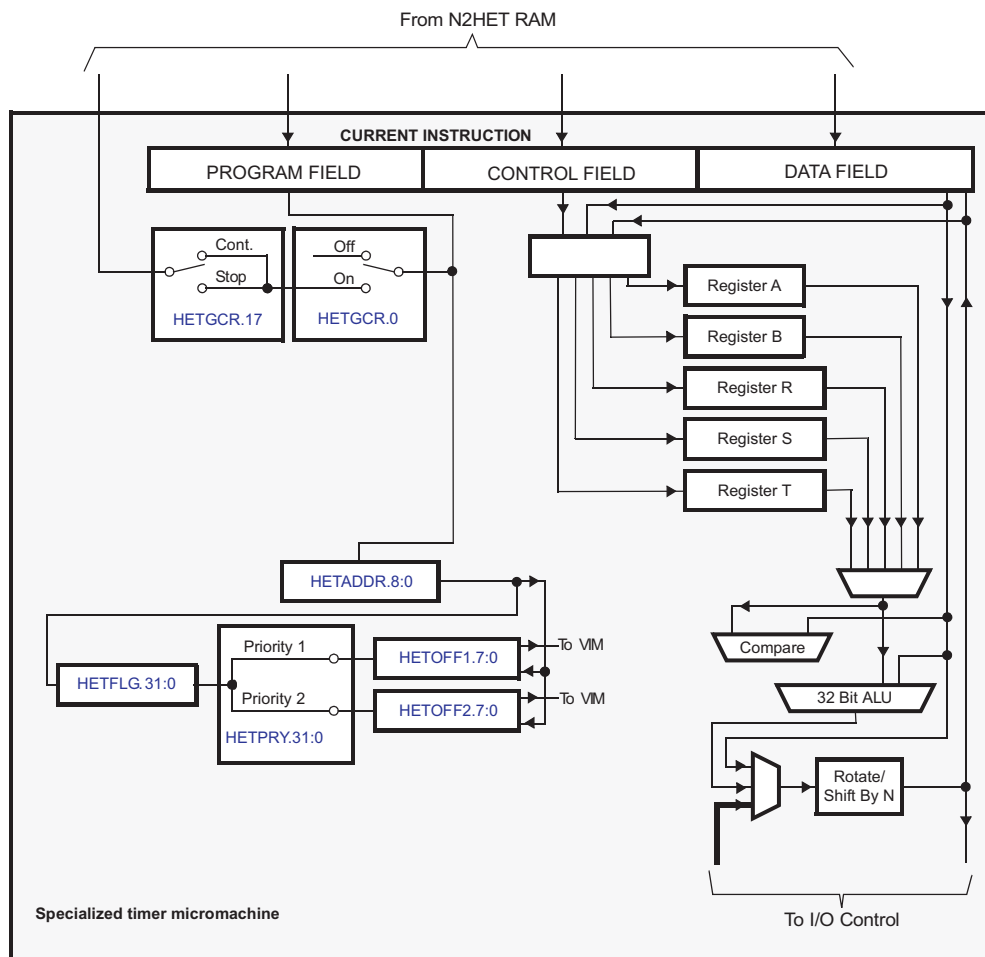 From N2HET RAM
CURRENT INSTRUCTION
PROGRAM FIELD
CONTROL FIELD
DATA FIELD
Cont.
Stop
HETGCR.17
Off
On
HETGCR.0
Register A
Register B
Register R
Register S
Register T
HETADDR.8:0
HETFLG.31:0
Priority 1
Priority 2
HETPRY.31:0
HETOFF1.7:0
To VIM
HETOFF2.7:0
To VIM
Compare
32 Bit ALU
Rotate/
Shift By N
Specialized timer micromachine
To I/O Control